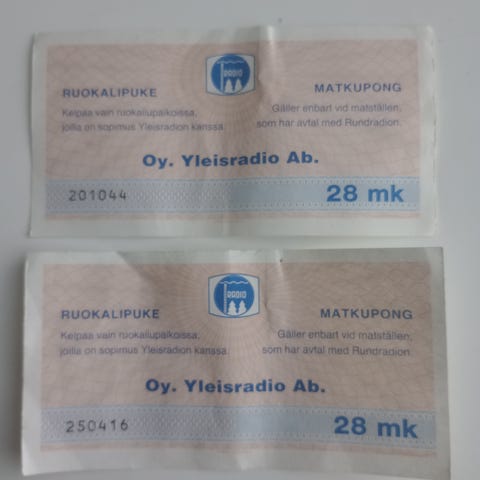 RADIO
RUOKALIPUKE MATKUPONG
Kelpaa vain ruokailupaikoissa, Gäller enbart vid matställen,
joilla on sopimus Yleisradion kanssa. som har avtal med Rundradion.
Oy. Yleisradio Ab.
201044 28 mk
RADIO
RUOKALIPUKE MATKUPONG
Kelpaa vain ruokailupaikoissa, Gäller enbart vid matställen,
joilla on sopimus Yleisradion kanssa. som har avtal med Rundradion.
Oy. Yleisradio Ab.
250416 28 mk